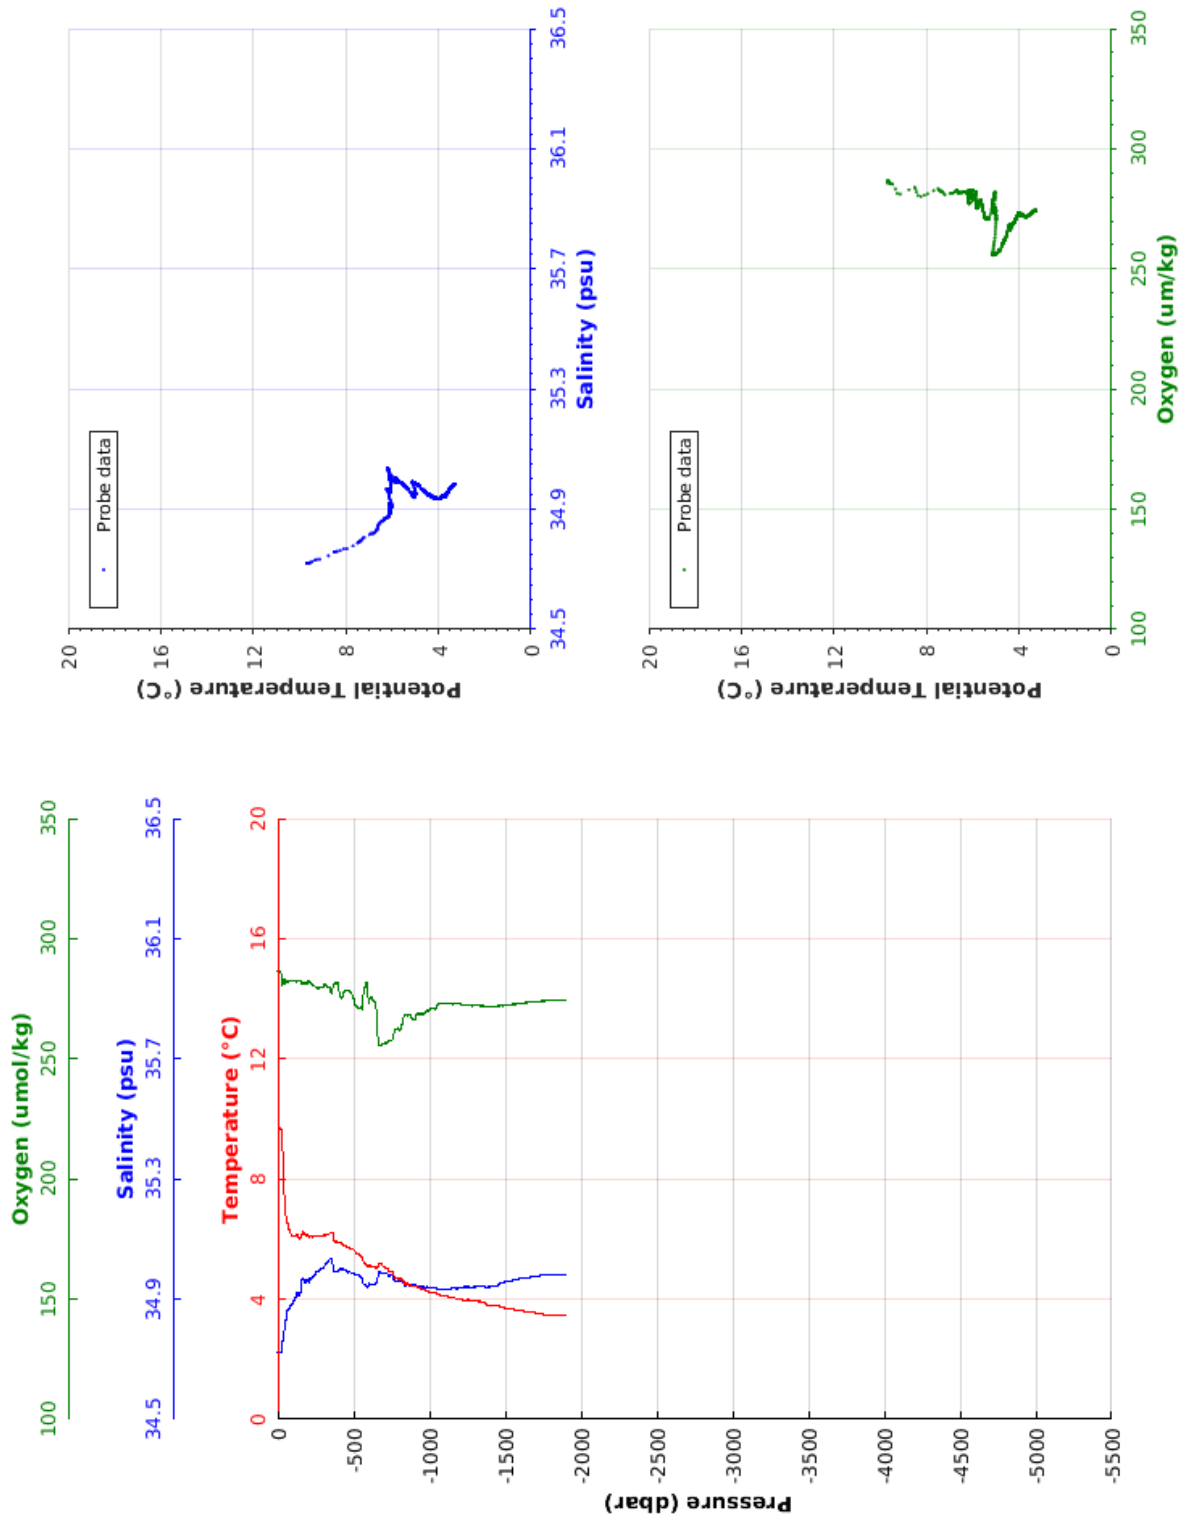 Oxygen (umol/kg)
100 150 200 250 300 350
Salinity (psu)
34.5 34.9 35.3 35.7 36.1 36.5
Temperature (°C)
0 4 8 12 16 20
Pressure (dbar)
0
-500
-1000
-1500
-2000
-2500
-3000
-3500
-4000
-4500
-5000
-5500
Potential Temperature (°C)
20
16
12
8
4
0
Probe data
34.5 34.9 35.3 35.7 36.1 36.5
Salinity (psu)
Potential Temperature (°C)
20
16
12
8
4
0
Probe data
100 150 200 250 300 350
Oxygen (um/kg)